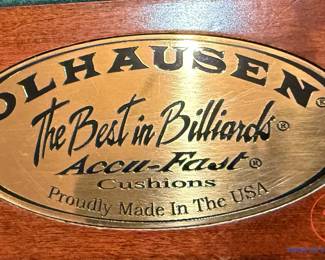 OLHAUSEN®
The Best in Billiards®
Accu-Fast®
Cushions
Proudly Made In The USA